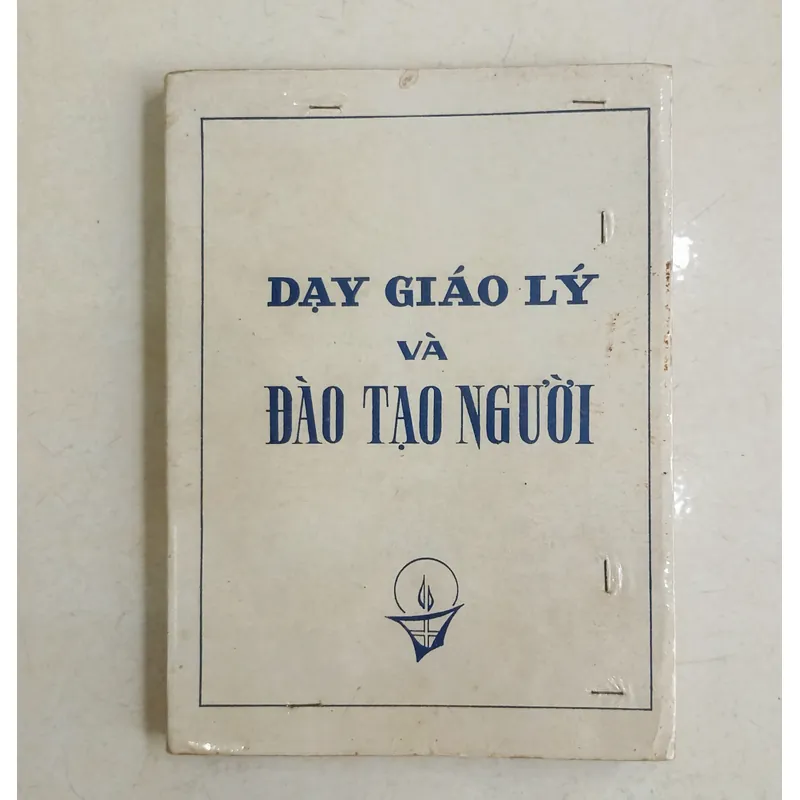 DẠY GIÁO LÝ
VÀ
ĐÀO TẠO NGƯỜI